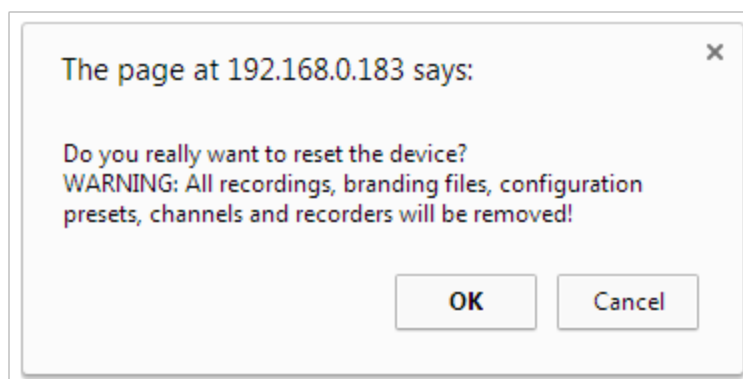 The page at 192.168.0.183 says:
Do you really want to reset the device?
WARNING: All recordings, branding files, configuration
presets, channels and recorders will be removed!
OK
Cancel